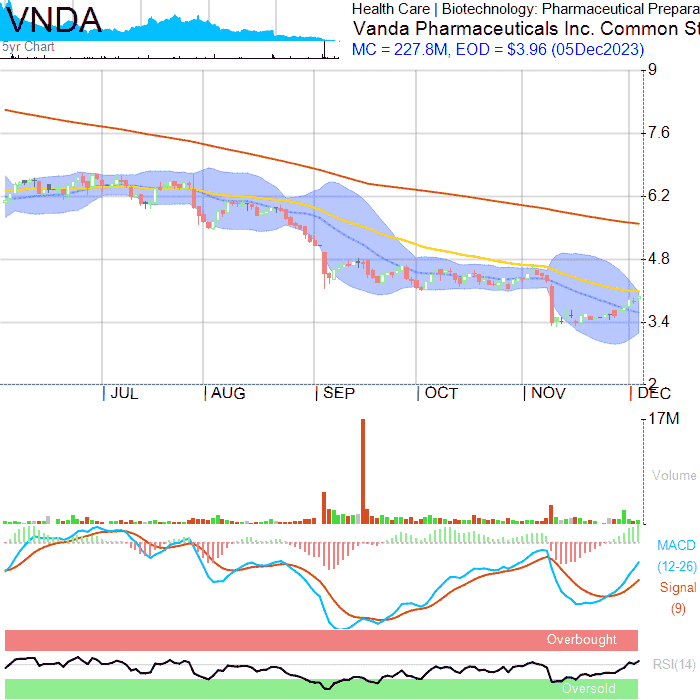 VNDA
5yr Chart
Health Care | Biotechnology: Pharmaceutical Prepara
Vanda Pharmaceuticals Inc. Common St
MC = 227.8M, EOD = $3.96 (05Dec2023)
9
7.6
6.2
4.8
3.4
2
JUL
AUG
SEP
OCT
NOV
DEC
17M
Volume
MACD
(12-26)
Signal
(9)
Overbought
RSI(14)
Oversold